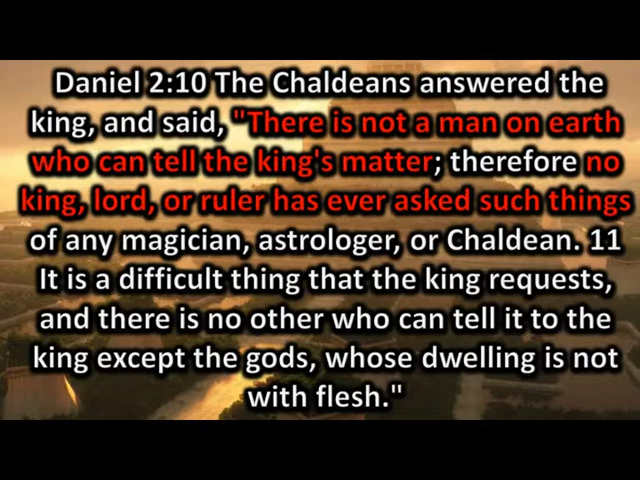 Daniel 2:10 The Chaldeans answered the
king, and said, "There is not a man on earth
who can tell the king's matter; therefore no
king, lord, or ruler has ever asked such things
of any magician, astrologer, or Chaldean. 11
It is a difficult thing that the king requests,
and there is no other who can tell it to the
king except the gods, whose dwelling is not
with flesh."